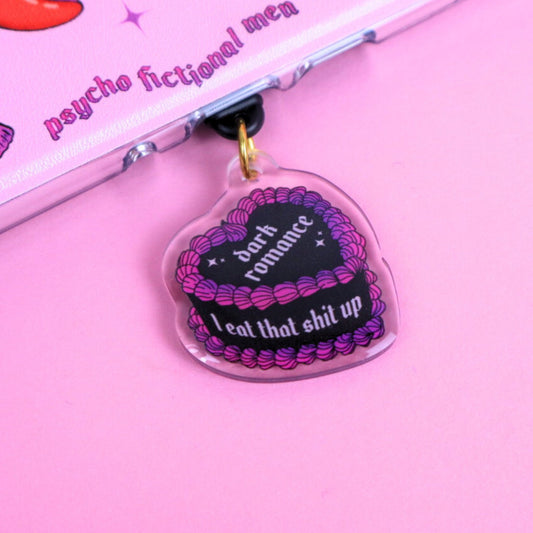 psycho fictional men
dark
romance
I eat that shit up